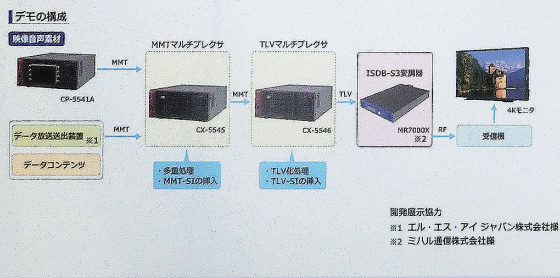 デモの構成
映像音声素材
MMTマルチプレクサ
TLVマルチプレクサ
ISDB-S3変調器
MMT
MMT
TLV
CP-5541A
CX-5545
CX-5546
MR7000X
※2
4Kモニタ
データ放送送出装置
※1
MMT
RF
受信機
データコンテンツ
・多重処理
・MMT-SIの挿入
・TLV化処理
・TLV-SIの挿入
開発展示協力
※1 エル・エス・アイ ジャパン株式会社様
※2 ミハル通信株式会社様